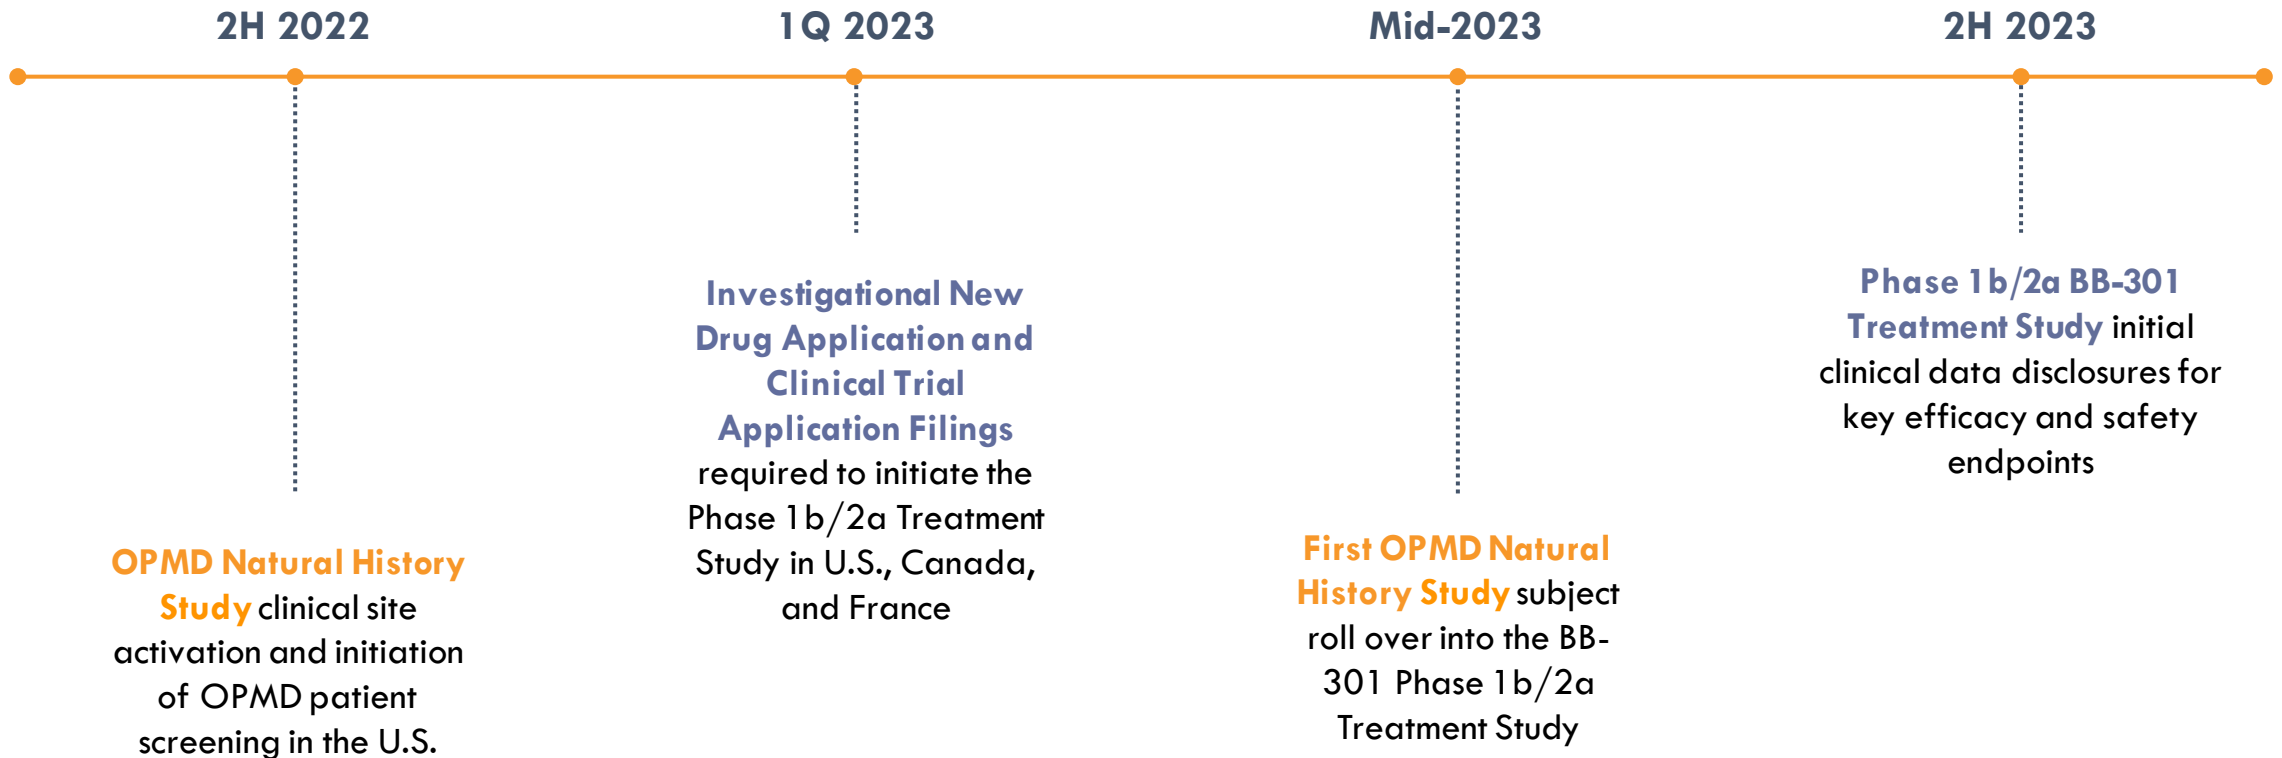 2H 2022
1Q 2023
Mid-2023
2H 2023
OPMD Natural History
Study clinical site
activation and initiation
of OPMD patient
screening in the U.S.
Investigational New
Drug Application and
Clinical Trial
Application Filings
required to initiate the
Phase 1b/2a Treatment
Study in U.S., Canada,
and France
First OPMD Natural
History Study subject
roll over into the BB-
301 Phase 1b/2a
Treatment Study
Phase 1b/2a BB-301
Treatment Study initial
clinical data disclosures for
key efficacy and safety
endpoints